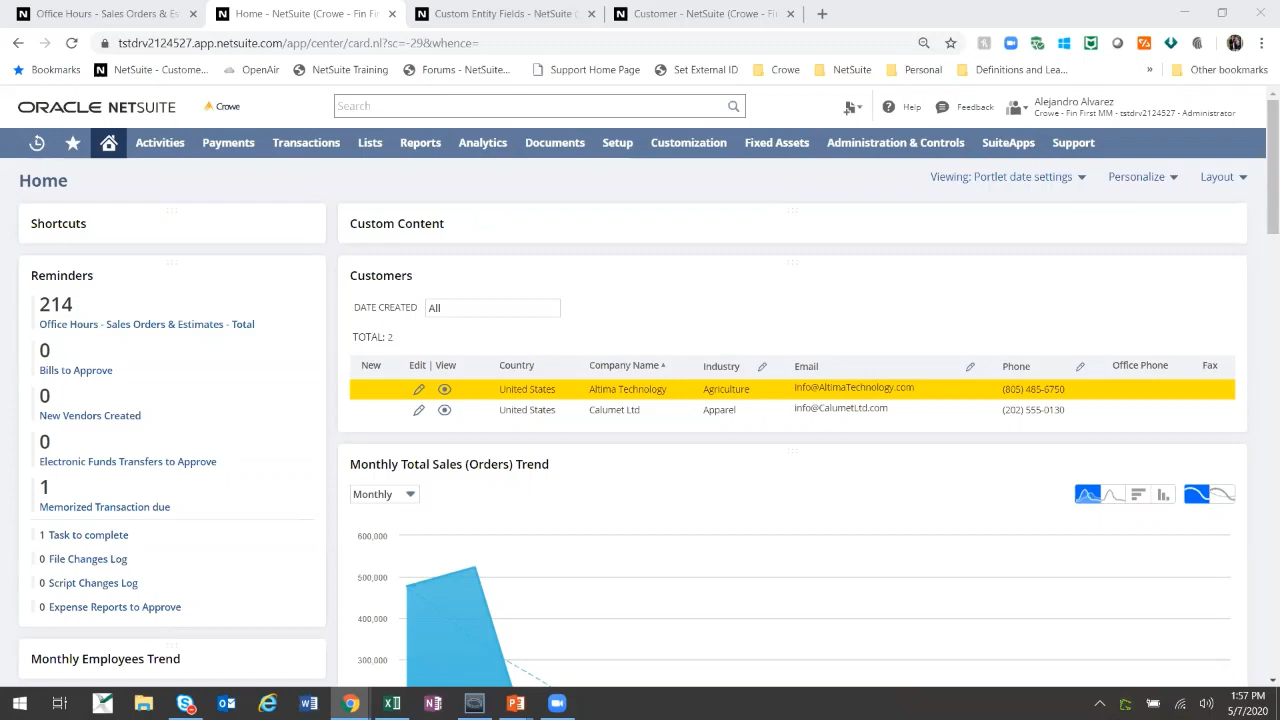 Office Hours - Sales Orders & Es
Home - NetSuite (Crowe - Fin Fir
Custom Entity Fields - NetSuite (
Customer - NetSuite (Crowe - Fi
tstdrv2124527.app.netsuite.com/app/center/card.nl?sc=-29&whence=
Bookmarks
NetSuite - Custome...
OpenAir
NetSuite Training
Forums - NetSuite...
Support Home Page
Set External ID
Crowe
NetSuite
Personal
Definitions and Lea...
»
Other bookmarks
ORACLE NETSUITE
Crowe
Search
Help
Feedback
Alejandro Alvarez
Crowe - Fin First MM - tstdrv2124527 - Administrator
Activities
Payments
Transactions
Lists
Reports
Analytics
Documents
Setup
Customization
Fixed Assets
Administration & Controls
SuiteApps
Support
Home
Viewing: Portlet date settings
Personalize
Layout
Shortcuts
Reminders
214
Office Hours - Sales Orders & Estimates - Total
0
Bills to Approve
0
New Vendors Created
0
Electronic Funds Transfers to Approve
1
Memorized Transaction due
1 Task to complete
0 File Changes Log
0 Script Changes Log
0 Expense Reports to Approve
Monthly Employees Trend
Custom Content
Customers
DATE CREATED All
TOTAL: 2
New Edit | View Country Company Name Industry Email Phone Office Phone Fax
United States Altima Technology Agriculture info@AltimaTechnology.com (805) 485-6750
United States Calumet Ltd Apparel info@CalumetLtd.com (202) 555-0130
Monthly Total Sales (Orders) Trend
Monthly
600,000
500,000
400,000
300,000
1:57 PM
5/7/2020